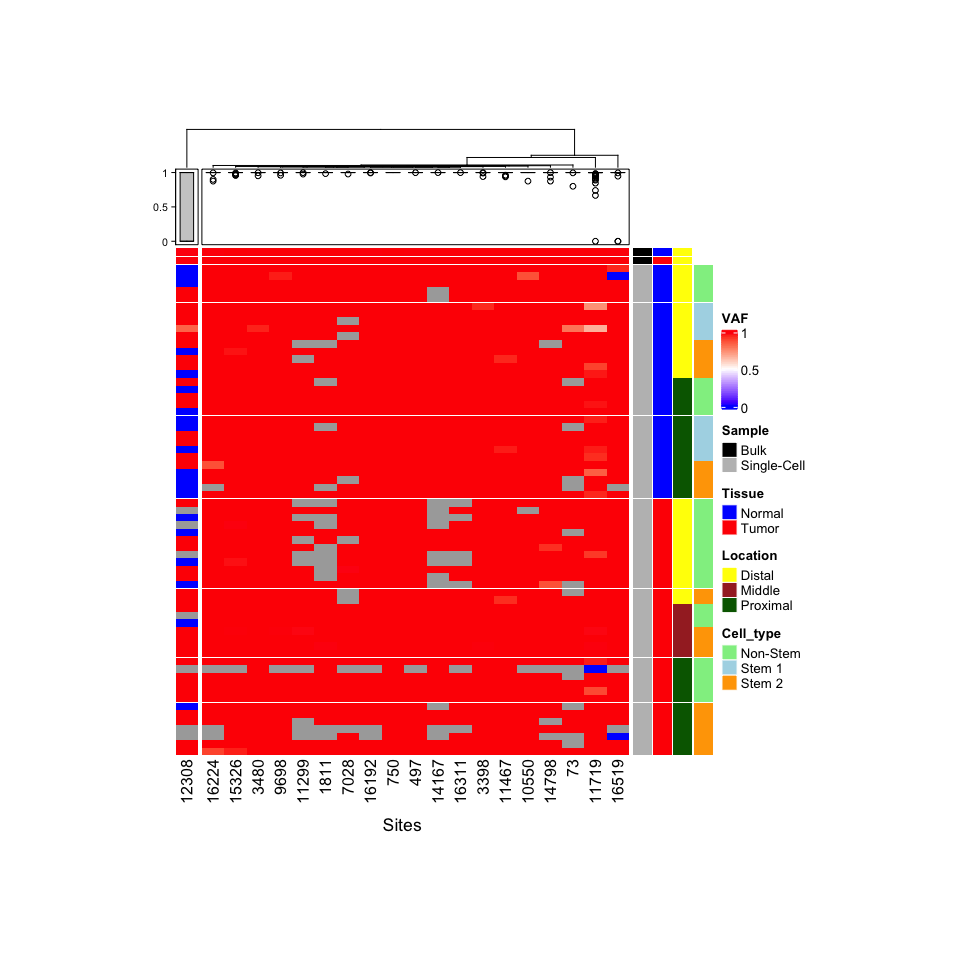 1
0.5
0
12308
16224
15326
3480
9698
11299
1811
7028
16192
750
497
14167
16311
3398
11467
10550
14798
73
11719
16519
Sites
VAF
1
0.5
0
Sample
Bulk
Single-Cell
Tissue
Normal
Tumor
Location
Distal
Middle
Proximal
Cell_type
Non-Stem
Stem 1
Stem 2